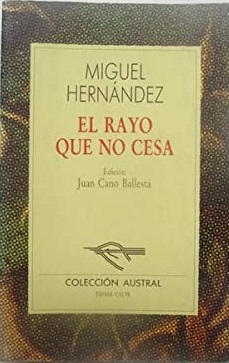 MIGUEL
HERNÁNDEZ
EL RAYO
QUE NO CESA
Edición
Juan Cano Ballesta
COLECCIÓN AUSTRAL
ESPASA CALPE